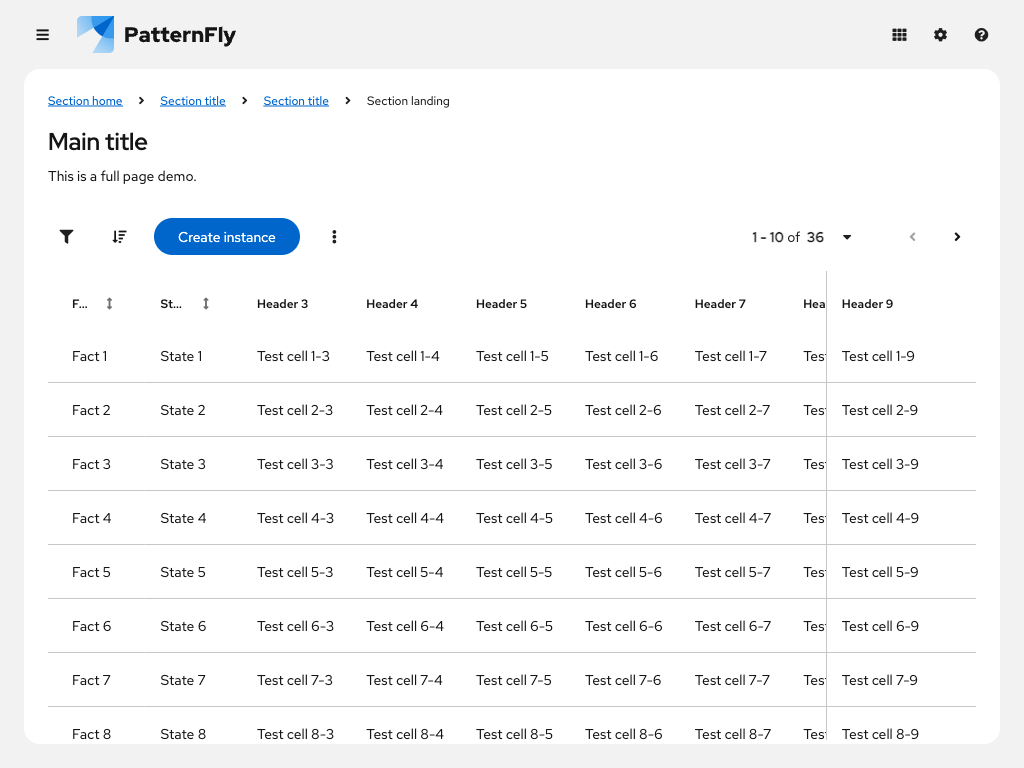 PatternFly
Section home Section title Section title Section landing
Main title
This is a full page demo.
Create instance 1 - 10 of 36
F... St... Header 3 Header 4 Header 5 Header 6 Header 7 Hea Header 9
Fact 1 State 1 Test cell 1-3 Test cell 1-4 Test cell 1-5 Test cell 1-6 Test cell 1-7 Test Test cell 1-9
Fact 2 State 2 Test cell 2-3 Test cell 2-4 Test cell 2-5 Test cell 2-6 Test cell 2-7 Test Test cell 2-9
Fact 3 State 3 Test cell 3-3 Test cell 3-4 Test cell 3-5 Test cell 3-6 Test cell 3-7 Test Test cell 3-9
Fact 4 State 4 Test cell 4-3 Test cell 4-4 Test cell 4-5 Test cell 4-6 Test cell 4-7 Test Test cell 4-9
Fact 5 State 5 Test cell 5-3 Test cell 5-4 Test cell 5-5 Test cell 5-6 Test cell 5-7 Test Test cell 5-9
Fact 6 State 6 Test cell 6-3 Test cell 6-4 Test cell 6-5 Test cell 6-6 Test cell 6-7 Test Test cell 6-9
Fact 7 State 7 Test cell 7-3 Test cell 7-4 Test cell 7-5 Test cell 7-6 Test cell 7-7 Test Test cell 7-9
Fact 8 State 8 Test cell 8-3 Test cell 8-4 Test cell 8-5 Test cell 8-6 Test cell 8-7 Test Test cell 8-9